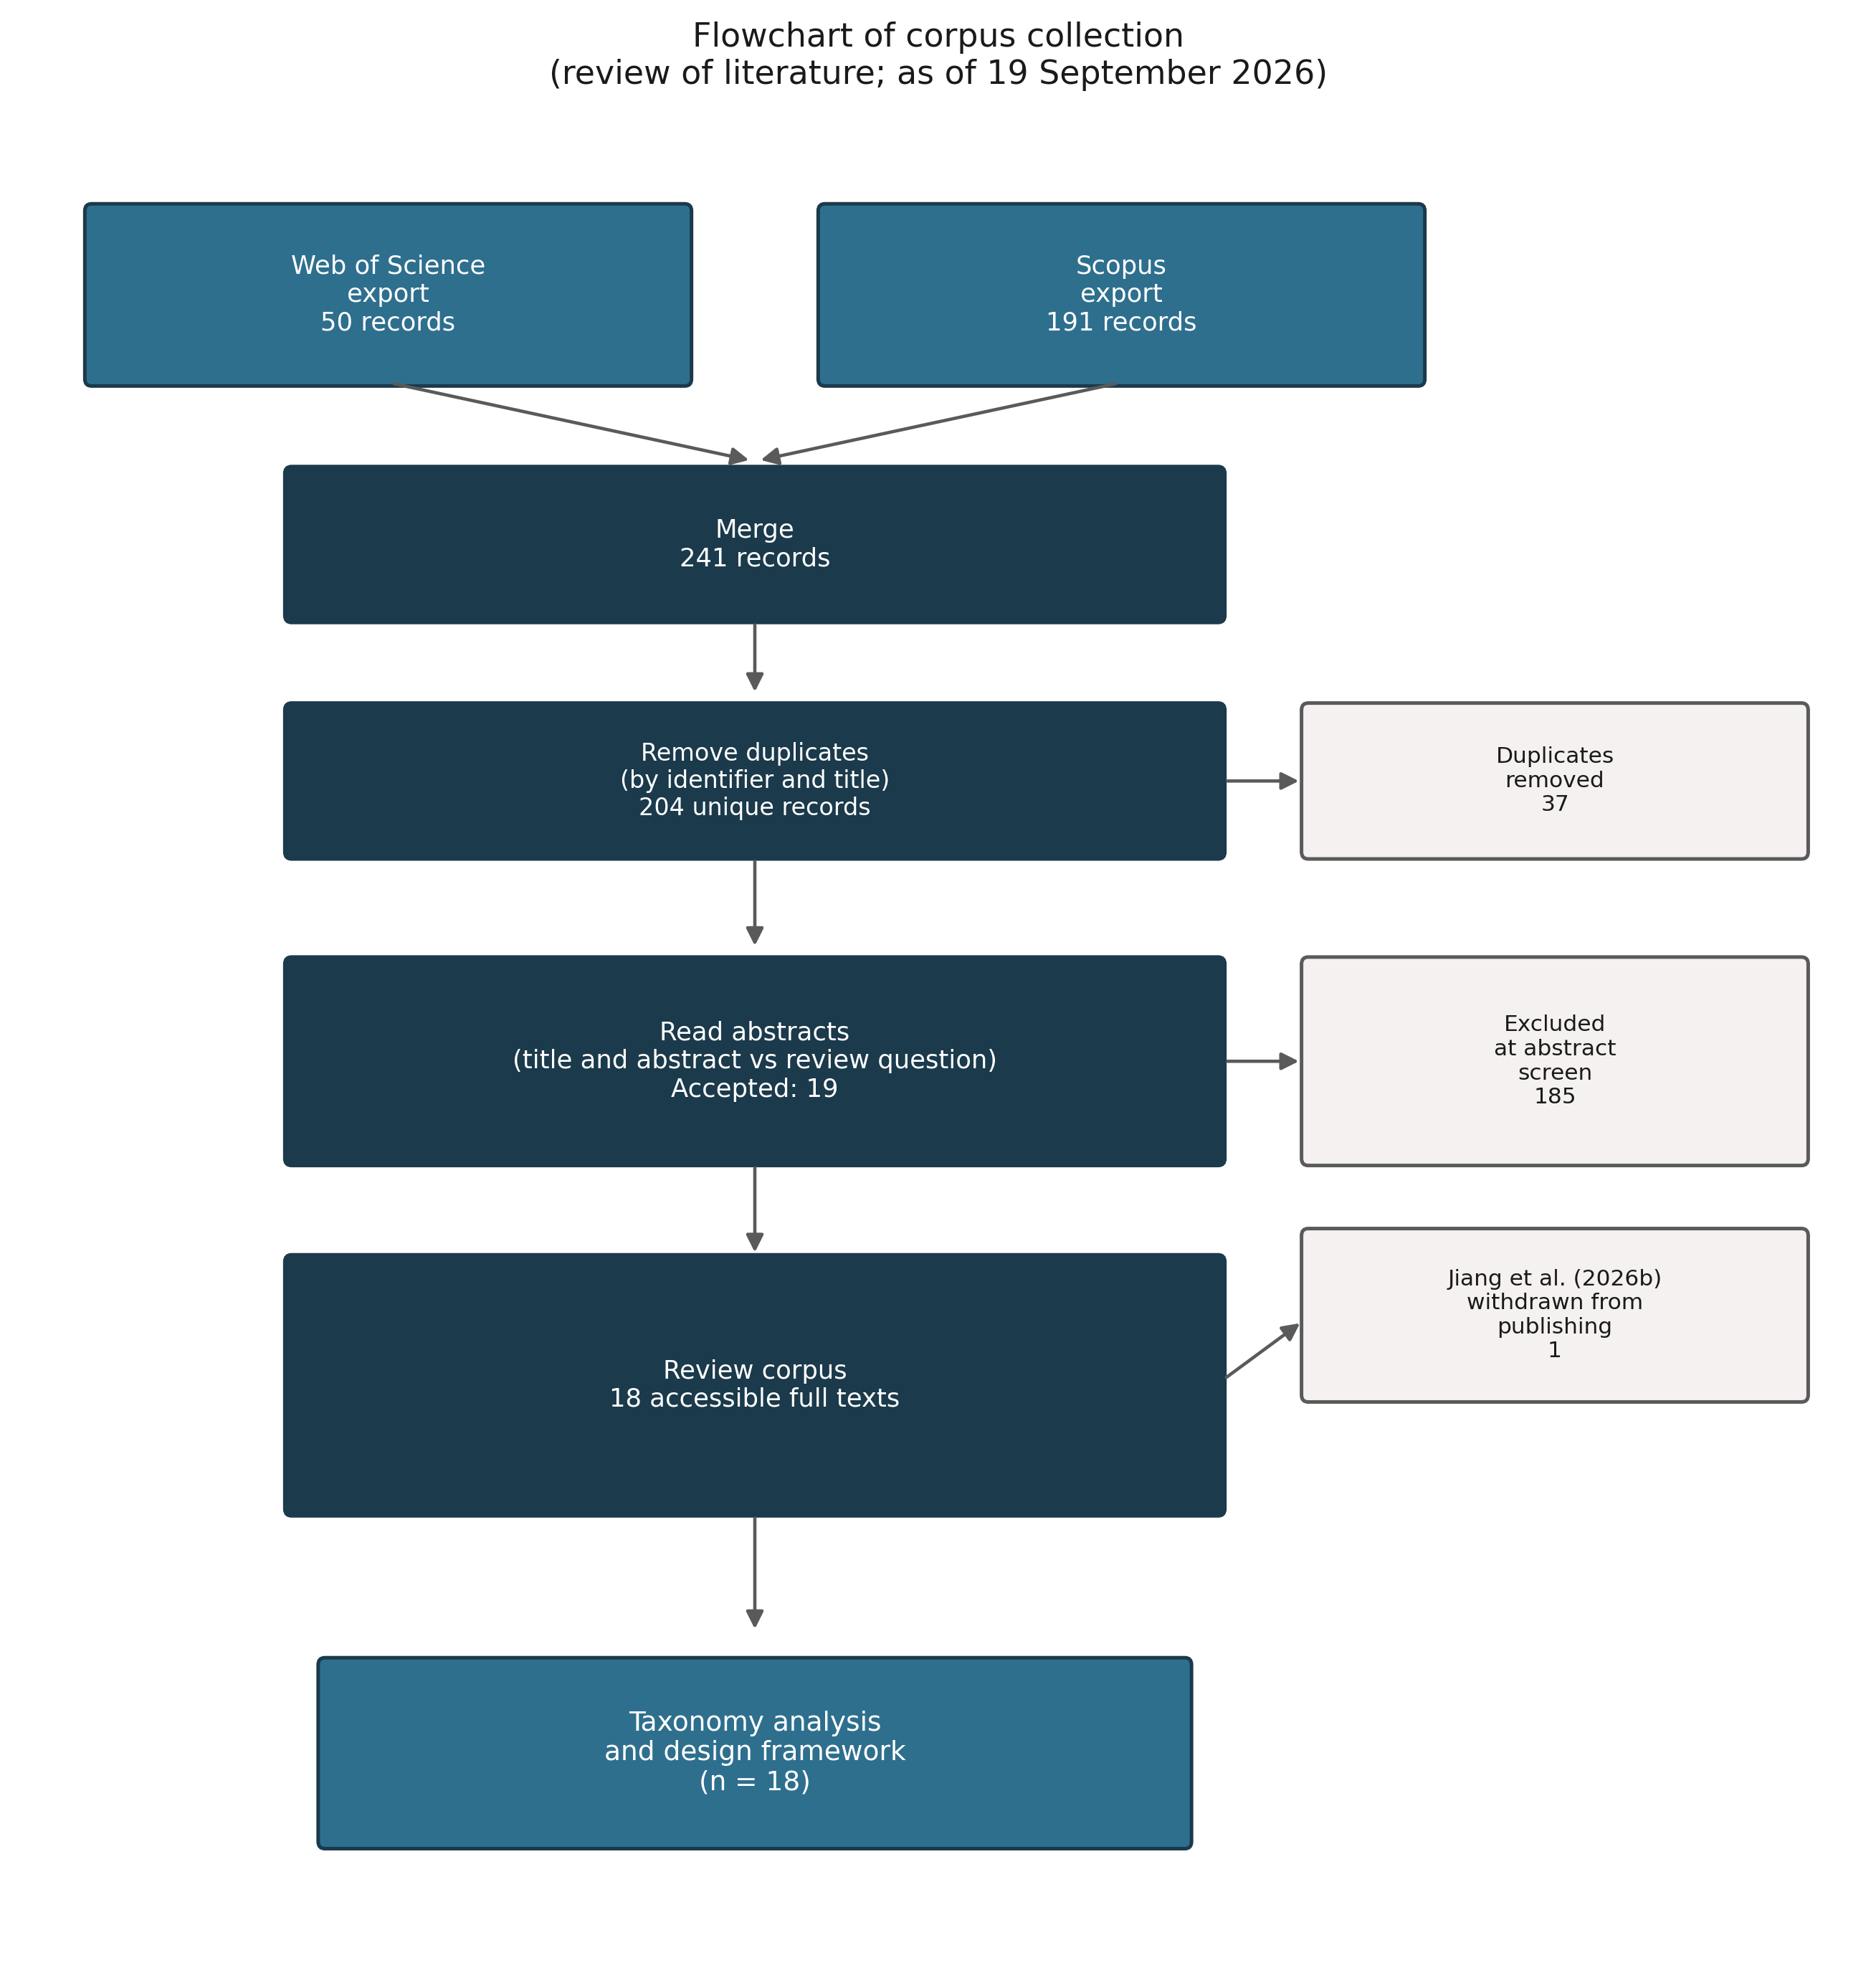 Flowchart of corpus collection
(review of literature; as of 19 September 2026)
Web of Science
export
50 records
Scopus
export
191 records
Merge
241 records
Remove duplicates
(by identifier and title)
204 unique records
Duplicates
removed
37
Read abstracts
(title and abstract vs review question)
Accepted: 19
Excluded
at abstract
screen
185
Jiang et al. (2026b)
withdrawn from
publishing
1
Review corpus
18 accessible full texts
Taxonomy analysis
and design framework
(n = 18)